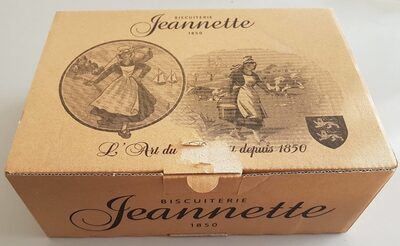 BISCUITERIE
Jeannette
1850
L'Art du
t depuis 1850
BISCUITERIE
Jeannette
1850